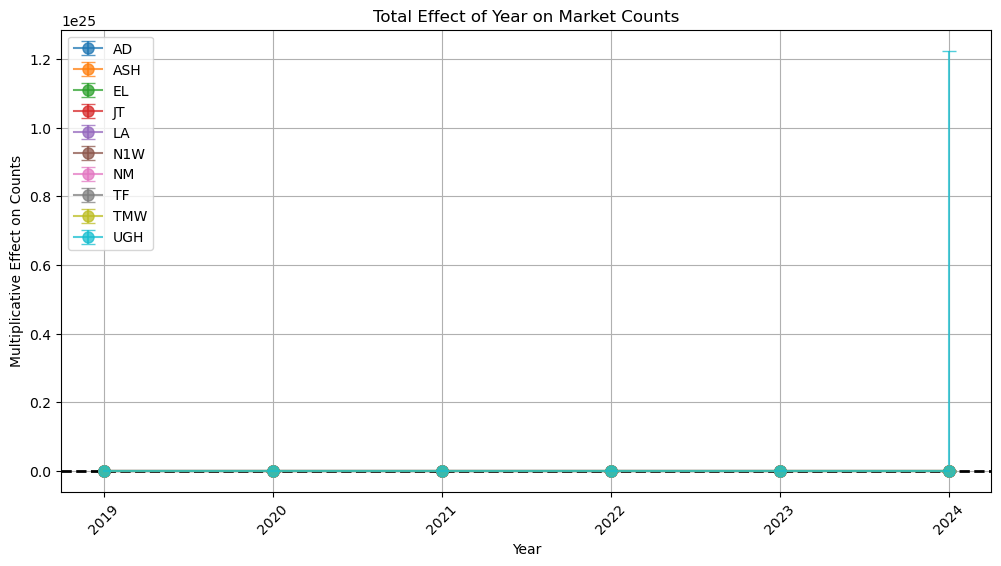 Total Effect of Year on Market Counts
1e25
Multiplicative Effect on Counts
1.2
1.0
0.8
0.6
0.4
0.2
0.0
AD
ASH
EL
JT
LA
N1W
NM
TF
TMW
UGH
2019
2020
2021
2022
2023
2024
Year